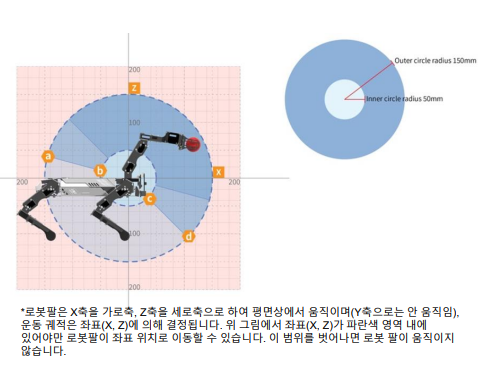 200
Z
100
Outer circle radius 150mm
Inner circle radius 50mm
a
b
X
200
200
c
d
100
200
*로봇팔은 X축을 가로축, Z축을 세로축으로 하여 평면상에서 움직이며(Y축으로는 안 움직임),
운동 궤적은 좌표(X, Z)에 의해 결정됩니다. 위 그림에서 좌표(X, Z)가 파란색 영역 내에
있어야만 로봇팔이 좌표 위치로 이동할 수 있습니다. 이 범위를 벗어나면 로봇 팔이 움직이지
않습니다.